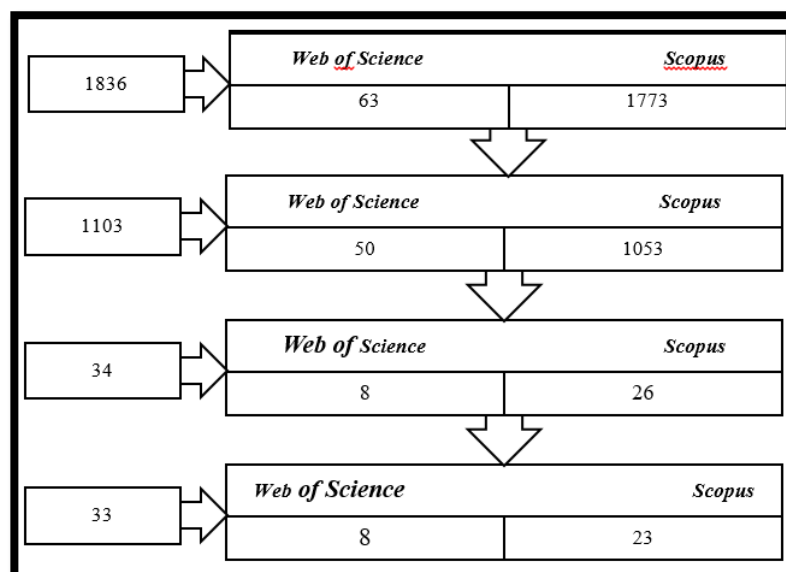 Web of Science Scopus
1836
63 1773
Web of Science Scopus
1103
50 1053
Web of Science Scopus
34
8 26
Web of Science Scopus
33
8 23